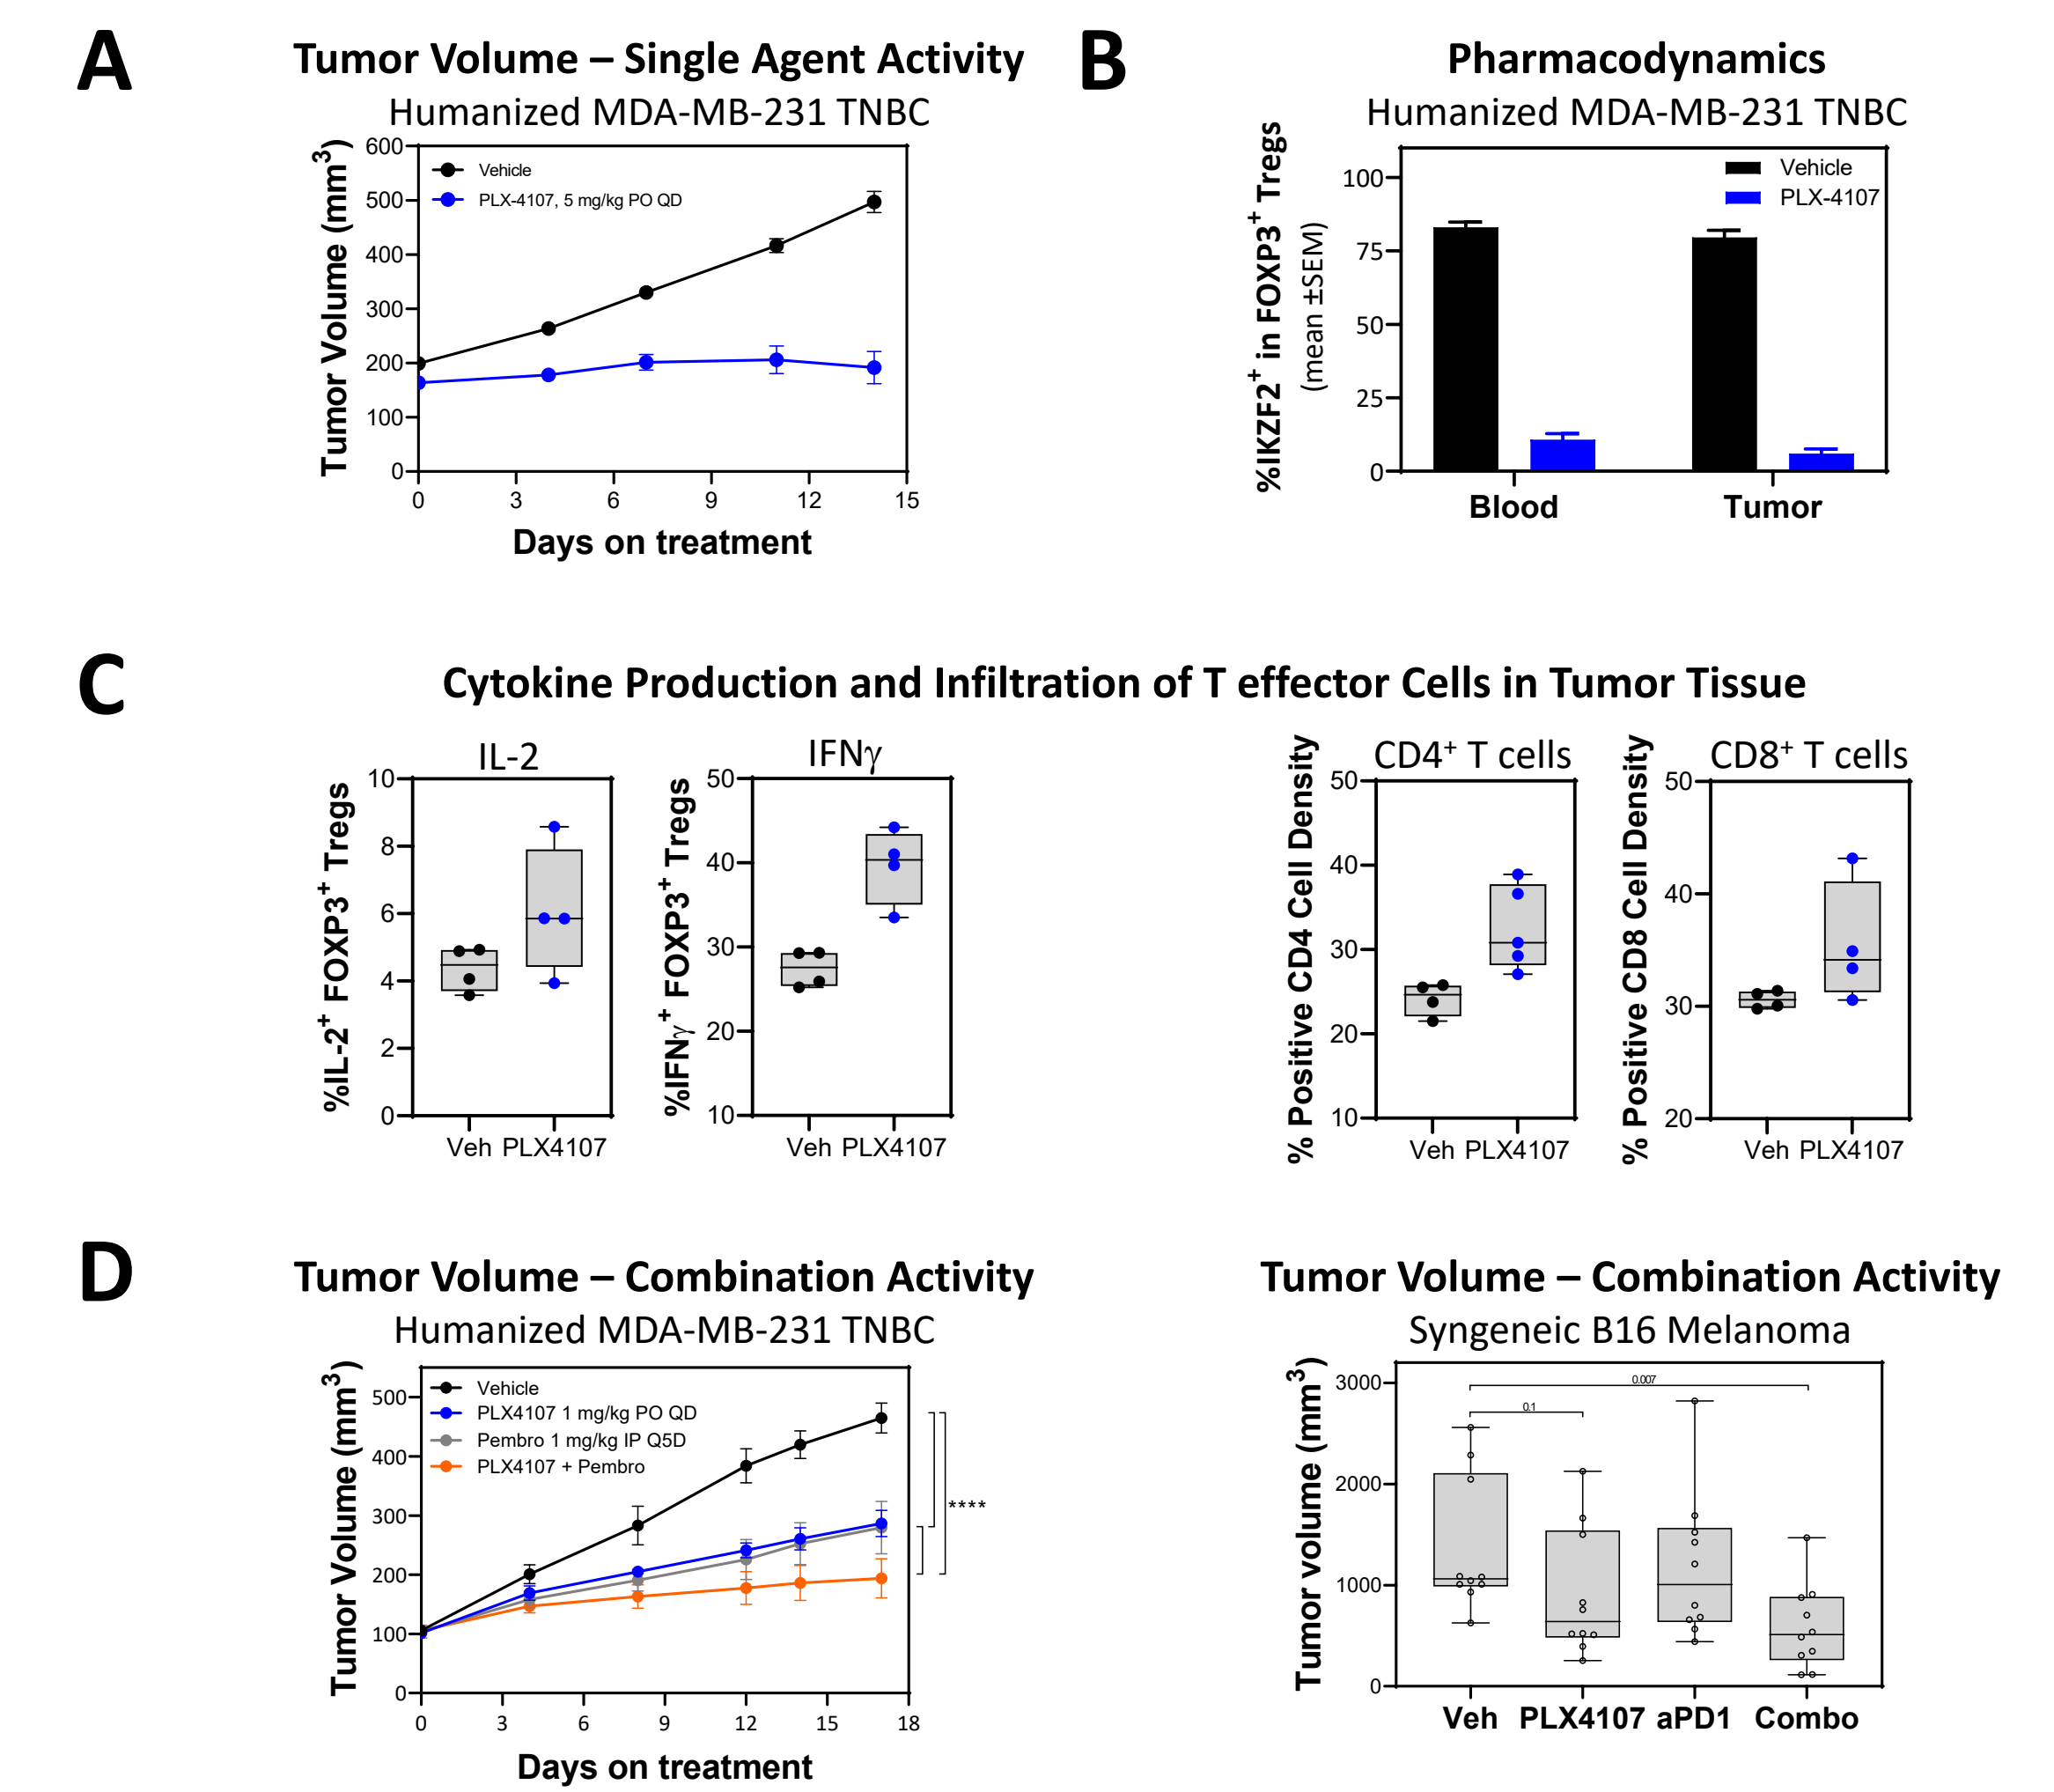 A
Tumor Volume – Single Agent Activity
Humanized MDA-MB-231 TNBC
Tumor Volume (mm³)
600
500
400
300
200
100
0
Vehicle
PLX-4107, 5 mg/kg PO QD
0 3 6 9 12 15
Days on treatment
B
Pharmacodynamics
Humanized MDA-MB-231 TNBC
%IKZF2⁺ in FOXP3⁺ Tregs
(mean ±SEM)
100
75
50
25
0
Vehicle
PLX-4107
Blood Tumor
C
Cytokine Production and Infiltration of T effector Cells in Tumor Tissue
IL-2
%IL-2⁺ FOXP3⁺ Tregs
10
8
6
4
2
0
Veh PLX4107
IFNγ
%IFNγ⁺ FOXP3⁺ Tregs
50
40
30
20
10
Veh PLX4107
CD4⁺ T cells
% Positive CD4 Cell Density
50
40
30
20
10
Veh PLX4107
CD8⁺ T cells
% Positive CD8 Cell Density
50
40
30
20
Veh PLX4107
D
Tumor Volume – Combination Activity
Humanized MDA-MB-231 TNBC
Tumor Volume (mm³)
500
400
300
200
100
0
Vehicle
PLX4107 1 mg/kg PO QD
Pembro 1 mg/kg IP Q5D
PLX4107 + Pembro
****
0 3 6 9 12 15 18
Days on treatment
Tumor Volume – Combination Activity
Syngeneic B16 Melanoma
Tumor volume (mm³)
3000
2000
1000
0
0.007
0.1
Veh PLX4107 aPD1 Combo